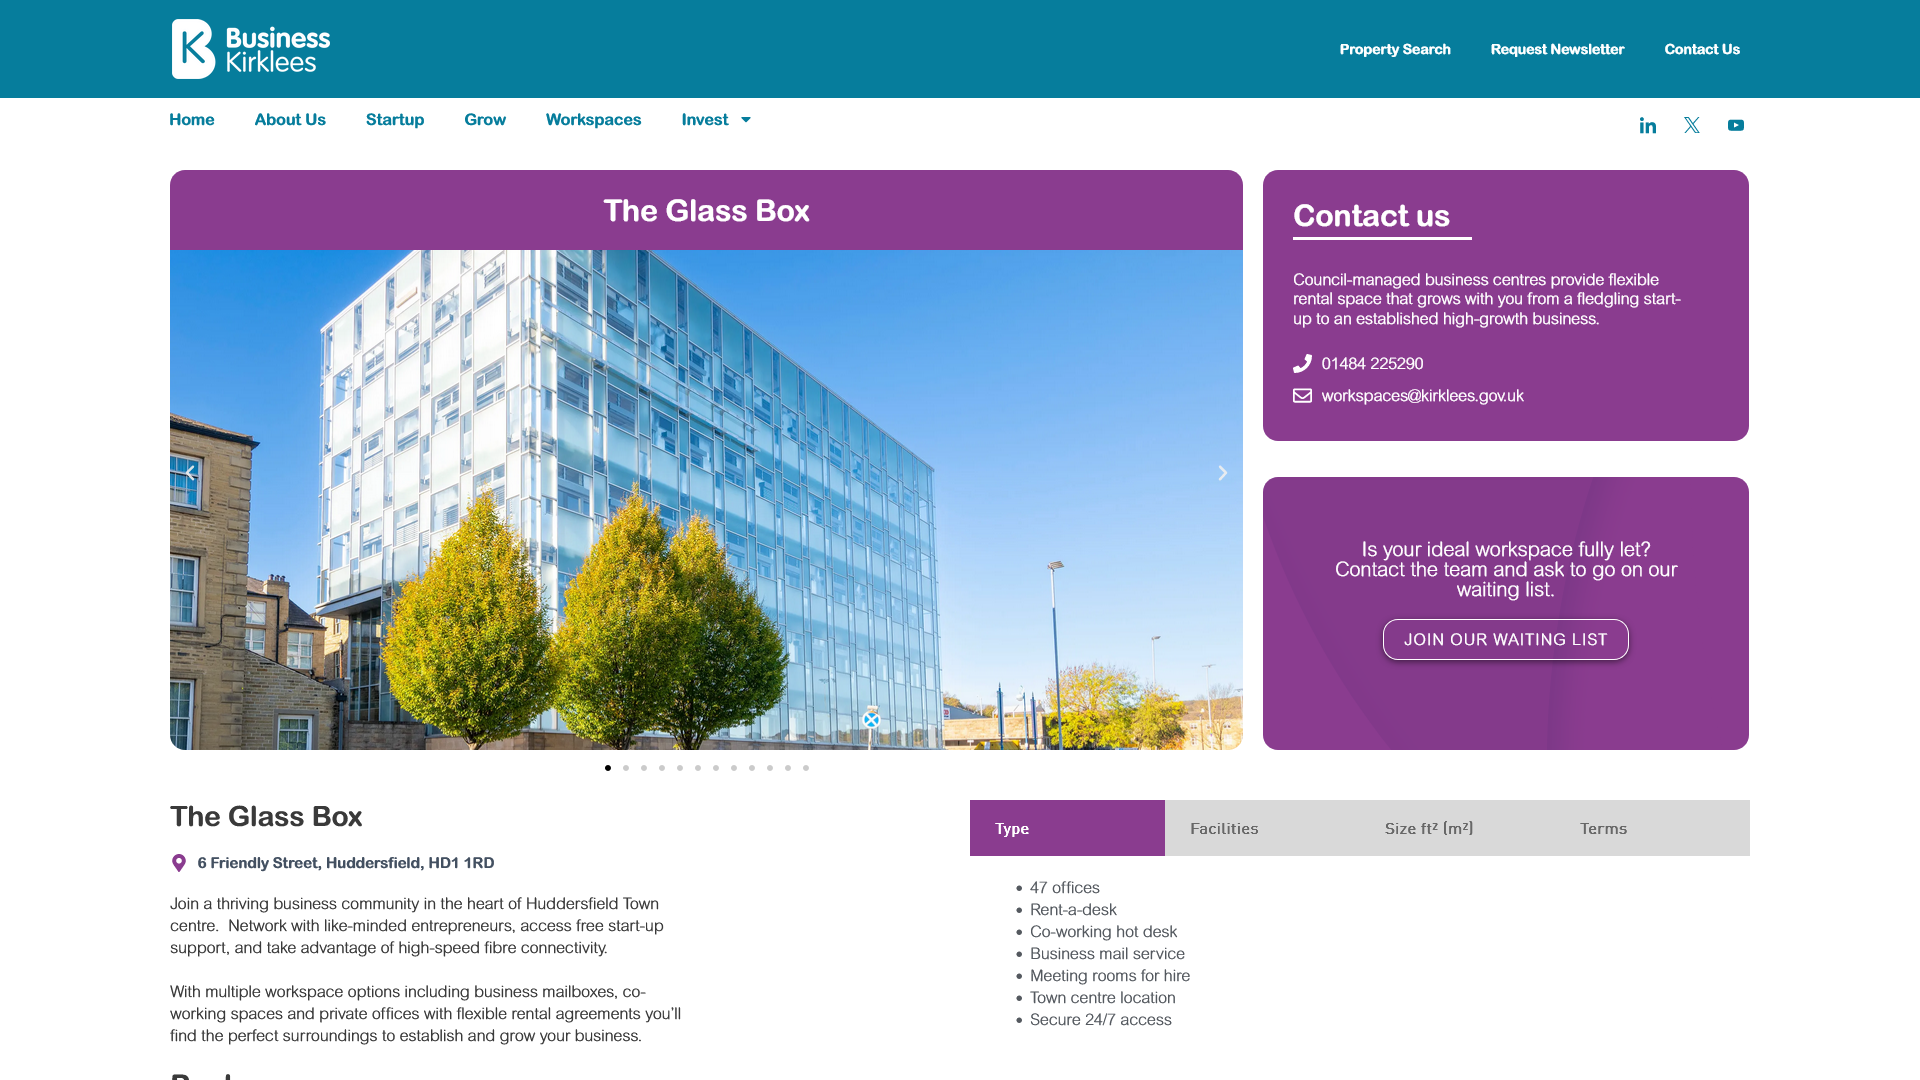 Business
Kirklees
Property Search
Request Newsletter
Contact Us
Home
About Us
Startup
Grow
Workspaces
Invest
The Glass Box
Contact us
Council-managed business centres provide flexible
rental space that grows with you from a fledgling start-
up to an established high-growth business.
01484 225290
workspaces@kirklees.gov.uk
Is your ideal workspace fully let?
Contact the team and ask to go on our
waiting list.
JOIN OUR WAITING LIST
The Glass Box
6 Friendly Street, Huddersfield, HD1 1RD
Join a thriving business community in the heart of Huddersfield Town
centre.  Network with like-minded entrepreneurs, access free start-up
support, and take advantage of high-speed fibre connectivity.
With multiple workspace options including business mailboxes, co-
working spaces and private offices with flexible rental agreements you’ll
find the perfect surroundings to establish and grow your business.
Type
Facilities
Size ft² (m²)
Terms
• 47 offices
• Rent-a-desk
• Co-working hot desk
• Business mail service
• Meeting rooms for hire
• Town centre location
• Secure 24/7 access